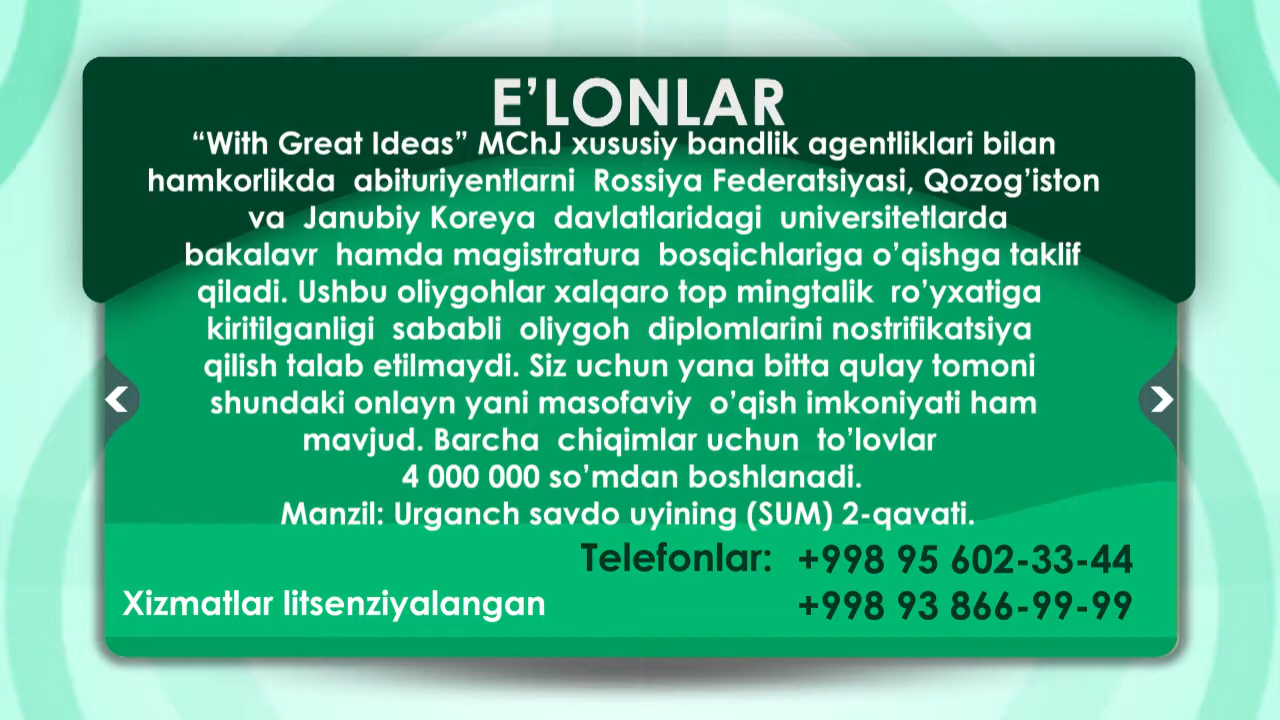 E’LONLAR
“With Great Ideas” MChJ xususiy bandlik agentliklari bilan
hamkorlikda abituriyentlarni Rossiya Federatsiyasi, Qozog’iston
va Janubiy Koreya davlatlaridagi universitetlarda
bakalavr hamda magistratura bosqichlariga o’qishga taklif
qiladi. Ushbu oliygohlar xalqaro top mingtalik ro’yxatiga
kiritilganligi sababli oliygoh diplomlarini nostrifikatsiya
qilish talab etilmaydi. Siz uchun yana bitta qulay tomoni
shundaki onlayn yani masofaviy o’qish imkoniyati ham
mavjud. Barcha chiqimlar uchun to’lovlar
4 000 000 so’mdan boshlanadi.
Manzil: Urganch savdo uyining (SUM) 2-qavati.
Telefonlar: +998 95 602-33-44
Xizmatlar litsenziyalangan +998 93 866-99-99